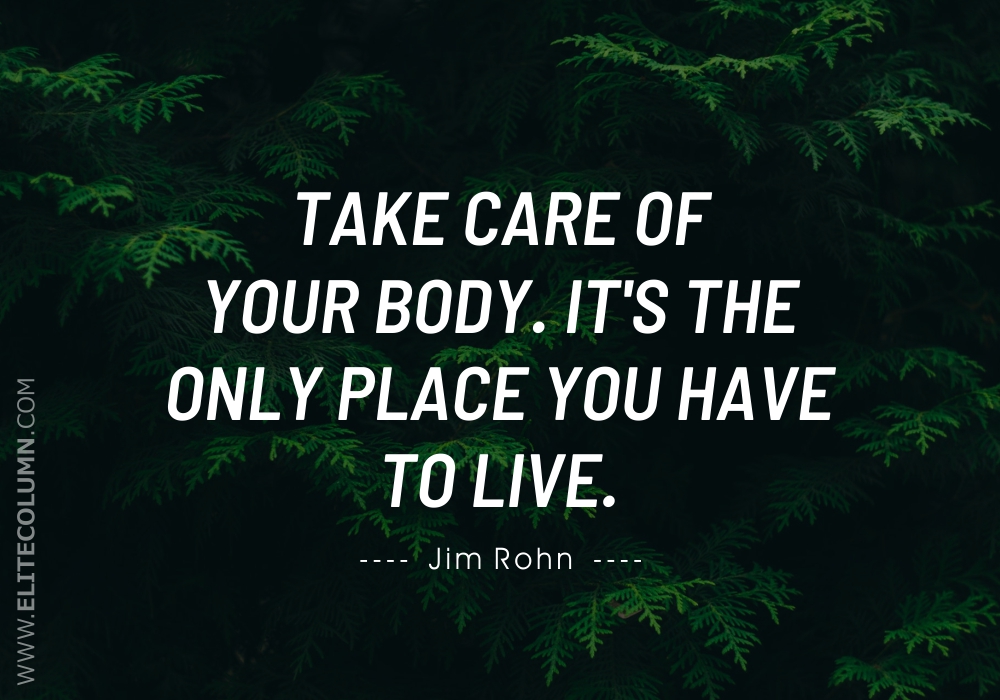 TAKE CARE OF
YOUR BODY. IT'S THE
ONLY PLACE YOU HAVE
TO LIVE.
---- Jim Rohn ----
WWW.ELITECOLUMN.COM